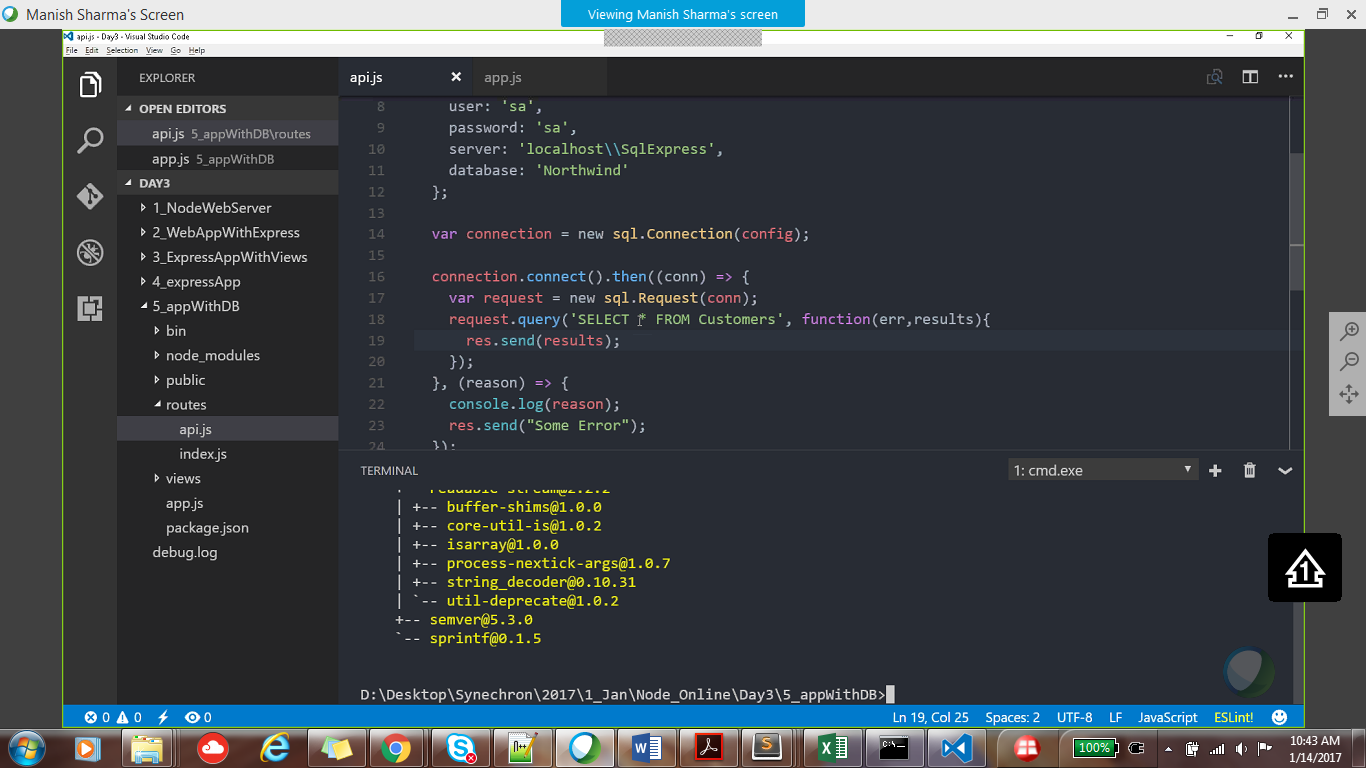 Manish Sharma's Screen
Viewing Manish Sharma's screen
api.js - Day3 - Visual Studio Code
File Edit Selection View Go Help
EXPLORER
OPEN EDITORS
api.js 5_appWithDB\routes
app.js 5_appWithDB
DAY3
1_NodeWebServer
2_WebAppWithExpress
3_ExpressAppWithViews
4_expressApp
5_appWithDB
bin
node_modules
public
routes
api.js
index.js
views
app.js
package.json
debug.log
api.js app.js
8 user: 'sa',
9 password: 'sa',
10 server: 'localhost\\SqlExpress',
11 database: 'Northwind'
12 };
13
14 var connection = new sql.Connection(config);
15
16 connection.connect().then((conn) => {
17 var request = new sql.Request(conn);
18 request.query('SELECT * FROM Customers', function(err,results){
19 res.send(results);
20 });
21 }, (reason) => {
22 console.log(reason);
23 res.send("Some Error");
24 });
TERMINAL
1: cmd.exe
+-- readable-stream@2.2.2
| +-- buffer-shims@1.0.0
| +-- core-util-is@1.0.2
| +-- isarray@1.0.0
| +-- process-nextick-args@1.0.7
| +-- string_decoder@0.10.31
| `-- util-deprecate@1.0.2
+-- semver@5.3.0
`-- sprintf@0.1.5
D:\Desktop\Synechron\2017\1_Jan\Node_Online\Day3\5_appWithDB>
1
0 0 0
Ln 19, Col 25 Spaces: 2 UTF-8 LF JavaScript ESLint!
100%
10:43 AM
1/14/2017